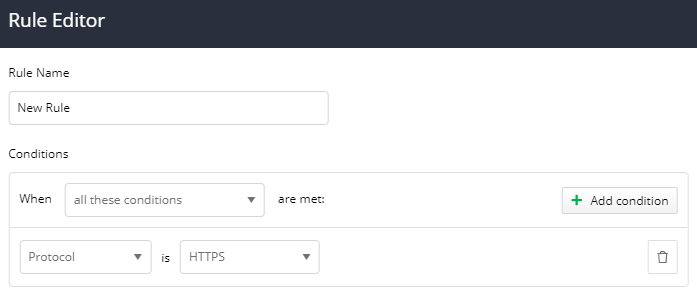 Rule Editor
Rule Name
New Rule
Conditions
When all these conditions are met: Add condition
Protocol is HTTPS